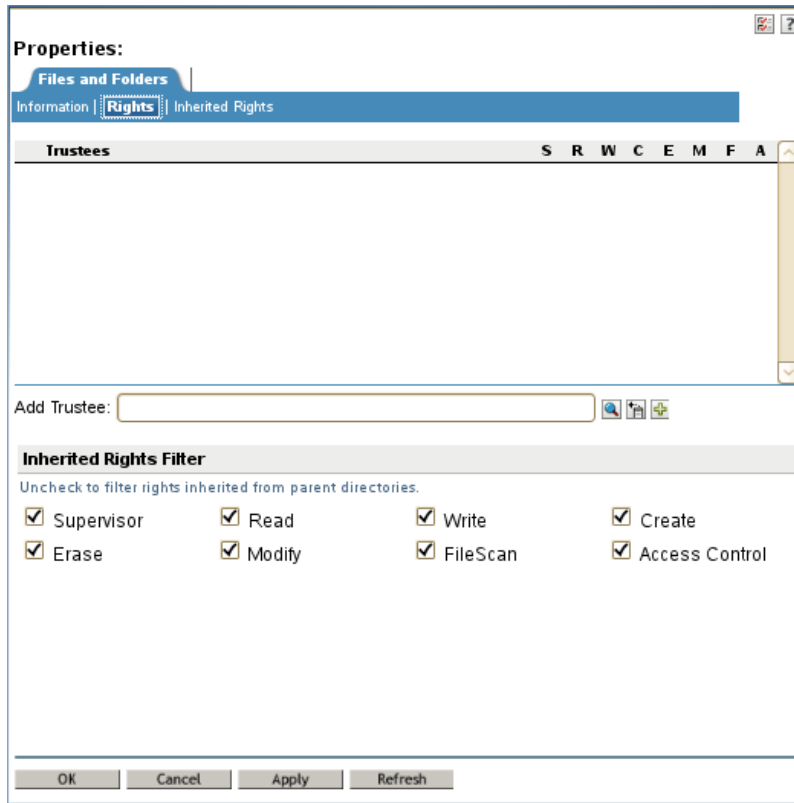 ?
Properties:
Files and Folders
Information | Rights | Inherited Rights
Trustees S R W C E M F A
Add Trustee:
Inherited Rights Filter
Uncheck to filter rights inherited from parent directories.
Supervisor Read Write Create
Erase Modify FileScan Access Control
OK Cancel Apply Refresh